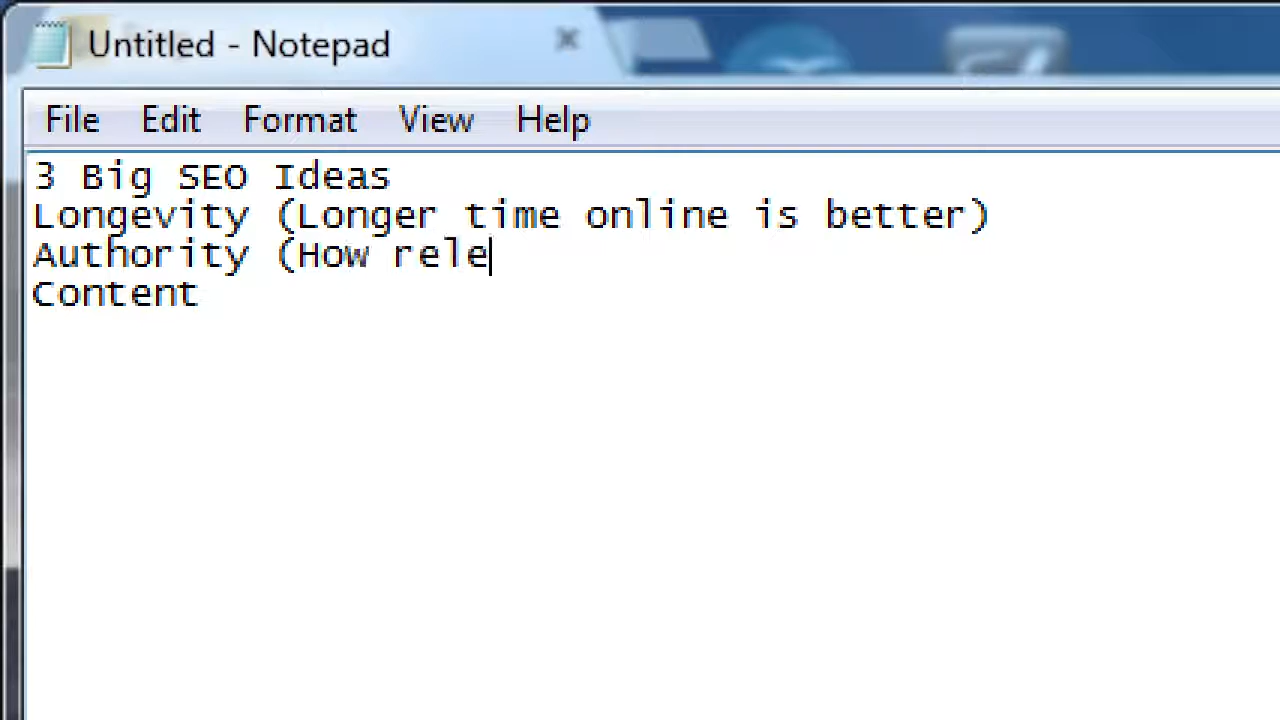 Untitled - Notepad
File Edit Format View Help
3 Big SEO Ideas
Longevity (Longer time online is better)
Authority (How rele
Content